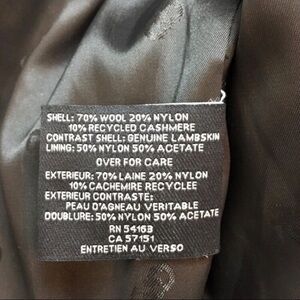 SHELL: 70% WOOL 20% NYLON
10% RECYCLED CASHMERE
CONTRAST SHELL: GENUINE LAMBSKIN
LINING: 50% NYLON 50% ACETATE
OVER FOR CARE
EXTERIEUR: 70% LAINE 20% NYLON
10% CACHEMIRE RECYCLEE
EXTERIEUR CONTRASTE:
PEAU D'AGNEAU VERITABLE
DOUBLURE: 50% NYLON 50% ACETATE
RN 54163
CA 57151
ENTRETIEN AU VERSO